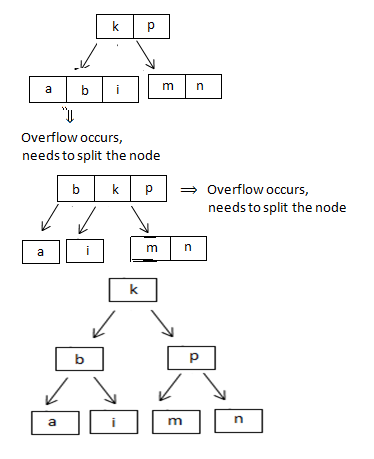 k p
a b i m n
Overflow occurs,
needs to split the node
b k p ⇒ Overflow occurs,
needs to split the node
a i m n
k
b p
a i m n